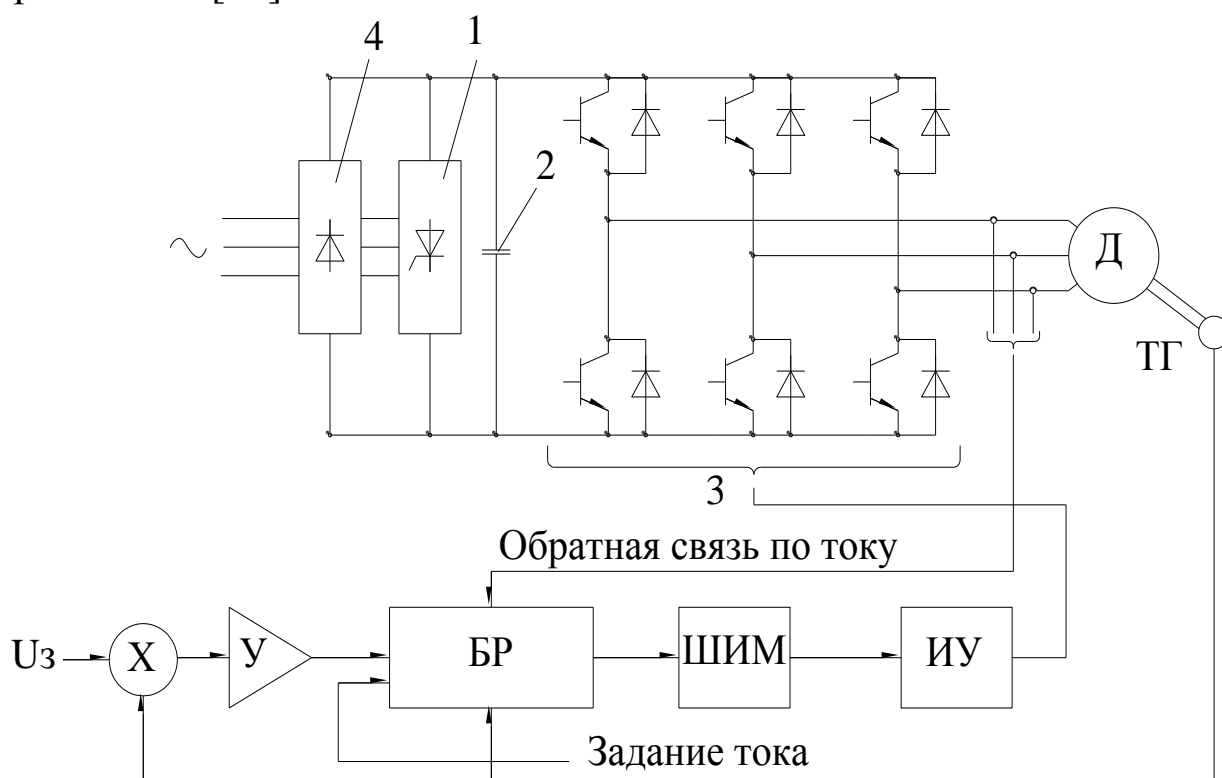 4
1
2
Д
ТГ
3
Обратная связь по току
Uз
Х
У
БР
ШИМ
ИУ
Задание тока